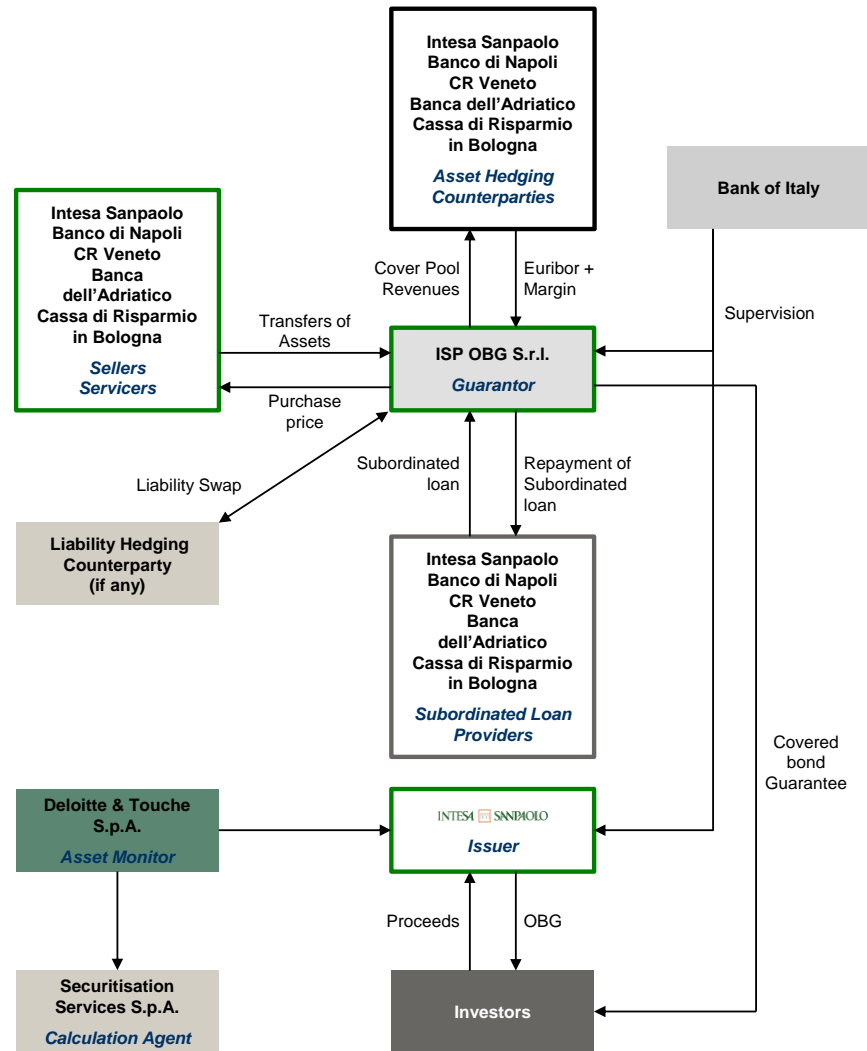 Intesa Sanpaolo
Banco di Napoli
CR Veneto
Banca dell'Adriatico
Cassa di Risparmio
in Bologna
Asset Hedging
Counterparties
Bank of Italy
Intesa Sanpaolo
Banco di Napoli
CR Veneto
Banca
dell'Adriatico
Cassa di Risparmio
in Bologna
Sellers
Servicers
Cover Pool
Revenues
Euribor +
Margin
Supervision
Transfers of
Assets
ISP OBG S.r.l.
Guarantor
Purchase
price
Liability Swap
Subordinated
loan
Repayment of
Subordinated
loan
Liability Hedging
Counterparty
(if any)
Intesa Sanpaolo
Banco di Napoli
CR Veneto
Banca
dell'Adriatico
Cassa di Risparmio
in Bologna
Subordinated Loan
Providers
Covered
bond
Guarantee
Deloitte & Touche
S.p.A.
Asset Monitor
INTESA SANPAOLO
Issuer
Proceeds
OBG
Securitisation
Services S.p.A.
Calculation Agent
Investors